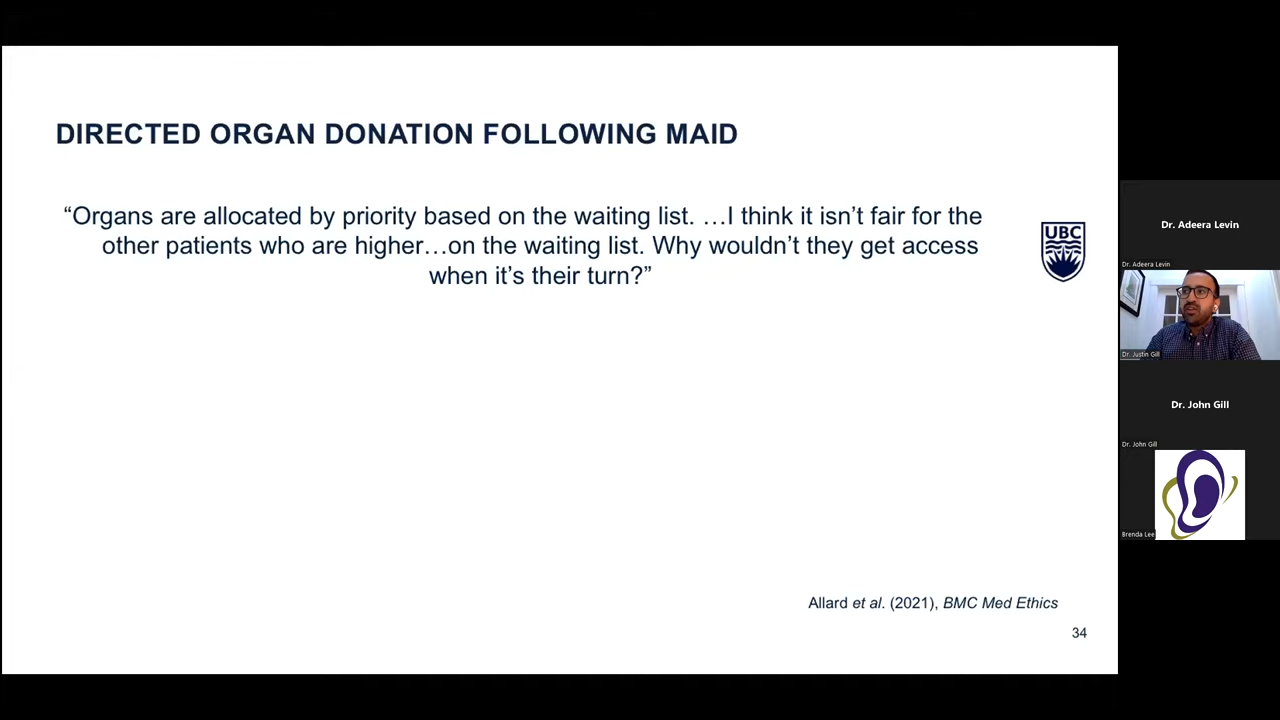 DIRECTED ORGAN DONATION FOLLOWING MAID
“Organs are allocated by priority based on the waiting list. …I think it isn’t fair for the
other patients who are higher…on the waiting list. Why wouldn’t they get access
when it’s their turn?”
UBC
Allard et al. (2021), BMC Med Ethics
34
Dr. Adeera Levin
Dr. Adeera Levin
Dr. Justin Gill
Dr. John Gill
Dr. John Gill
Brenda Lee